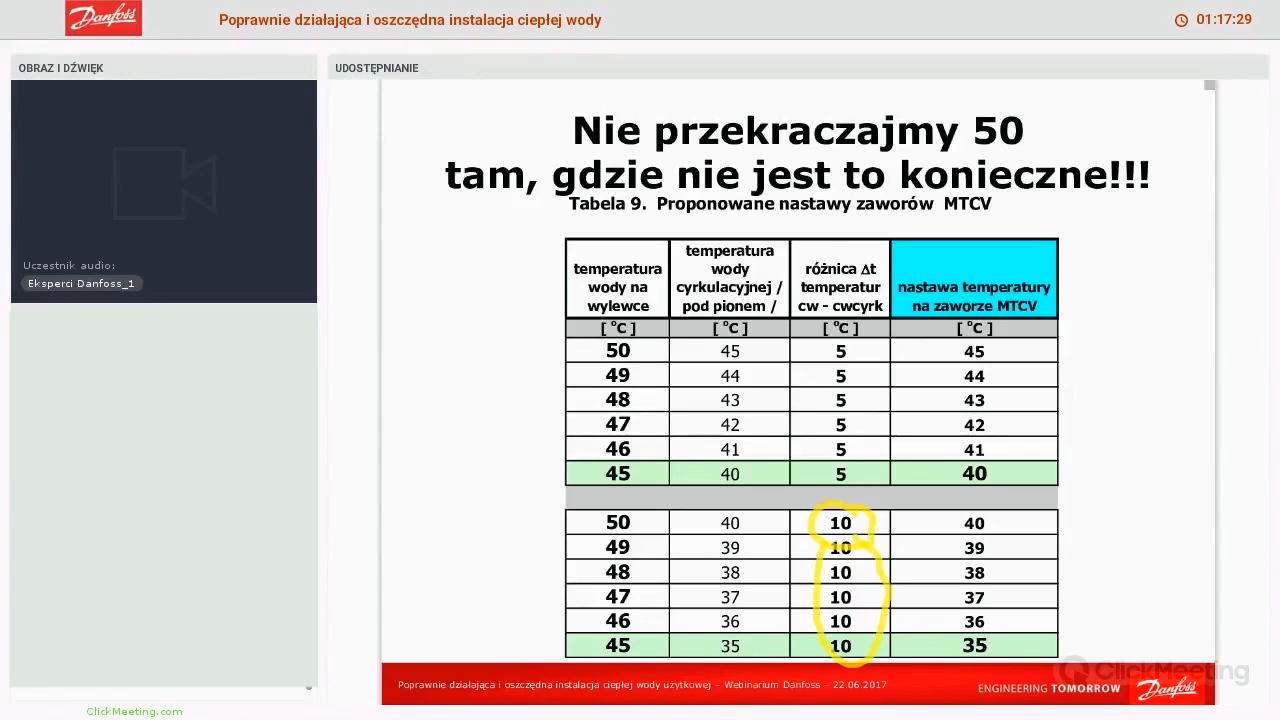 Danfoss
Poprawnie działająca i oszczędna instalacja ciepłej wody
01:17:29
OBRAZ I DŹWIĘK
UDOSTĘPNIANIE
Uczestnik audio:
Eksperci Danfoss_1
Nie przekraczajmy 50
tam, gdzie nie jest to konieczne!!!
Tabela 9. Proponowane nastawy zaworów MTCV
temperatura wody na wylewce
temperatura wody cyrkulacyjnej / pod pionem /
różnica Δt temperatur cw - cwcyrk
nastawa temperatury na zaworze MTCV
[ °C ] [ °C ] [ °C ] [ °C ]
50 45 5 45
49 44 5 44
48 43 5 43
47 42 5 42
46 41 5 41
45 40 5 40
50 40 10 40
49 39 10 39
48 38 10 38
47 37 10 37
46 36 10 36
45 35 10 35
Poprawnie działająca i oszczędna instalacja ciepłej wody użytkowej – Webinarium Danfoss – 22.06.2017
ENGINEERING TOMORROW
Danfoss
ClickMeeting
ClickMeeting.com